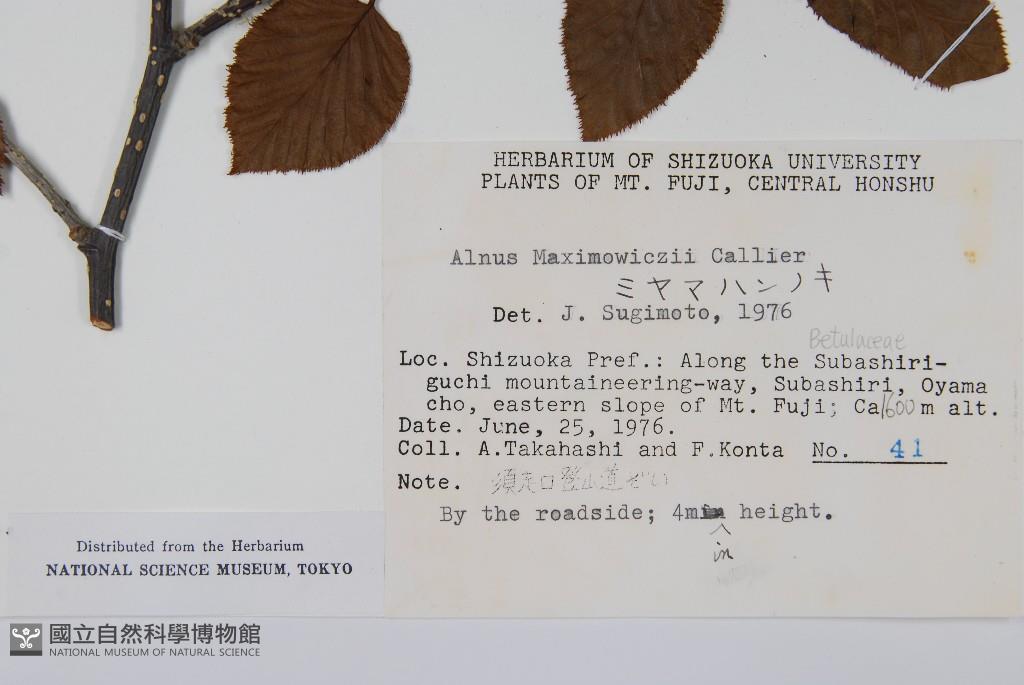 HERBARIUM OF SHIZUOKA UNIVERSITY
PLANTS OF MT. FUJI, CENTRAL HONSHU
Alnus Maximowiczii Callier
ミヤマハンノキ
Det. J. Sugimoto, 1976
Betulaceae
Loc. Shizuoka Pref.: Along the Subashiri-
guchi mountaineering-way, Subashiri, Oyama
cho, eastern slope of Mt. Fuji; Ca 1600 m alt.
Date. June, 25, 1976.
Coll. A.Takahashi and F.Konta No. 41
Note. 須走口登山道ぞい
By the roadside; 4m height.
in
Distributed from the Herbarium
NATIONAL SCIENCE MUSEUM, TOKYO
國立自然科學博物館
NATIONAL MUSEUM OF NATURAL SCIENCE